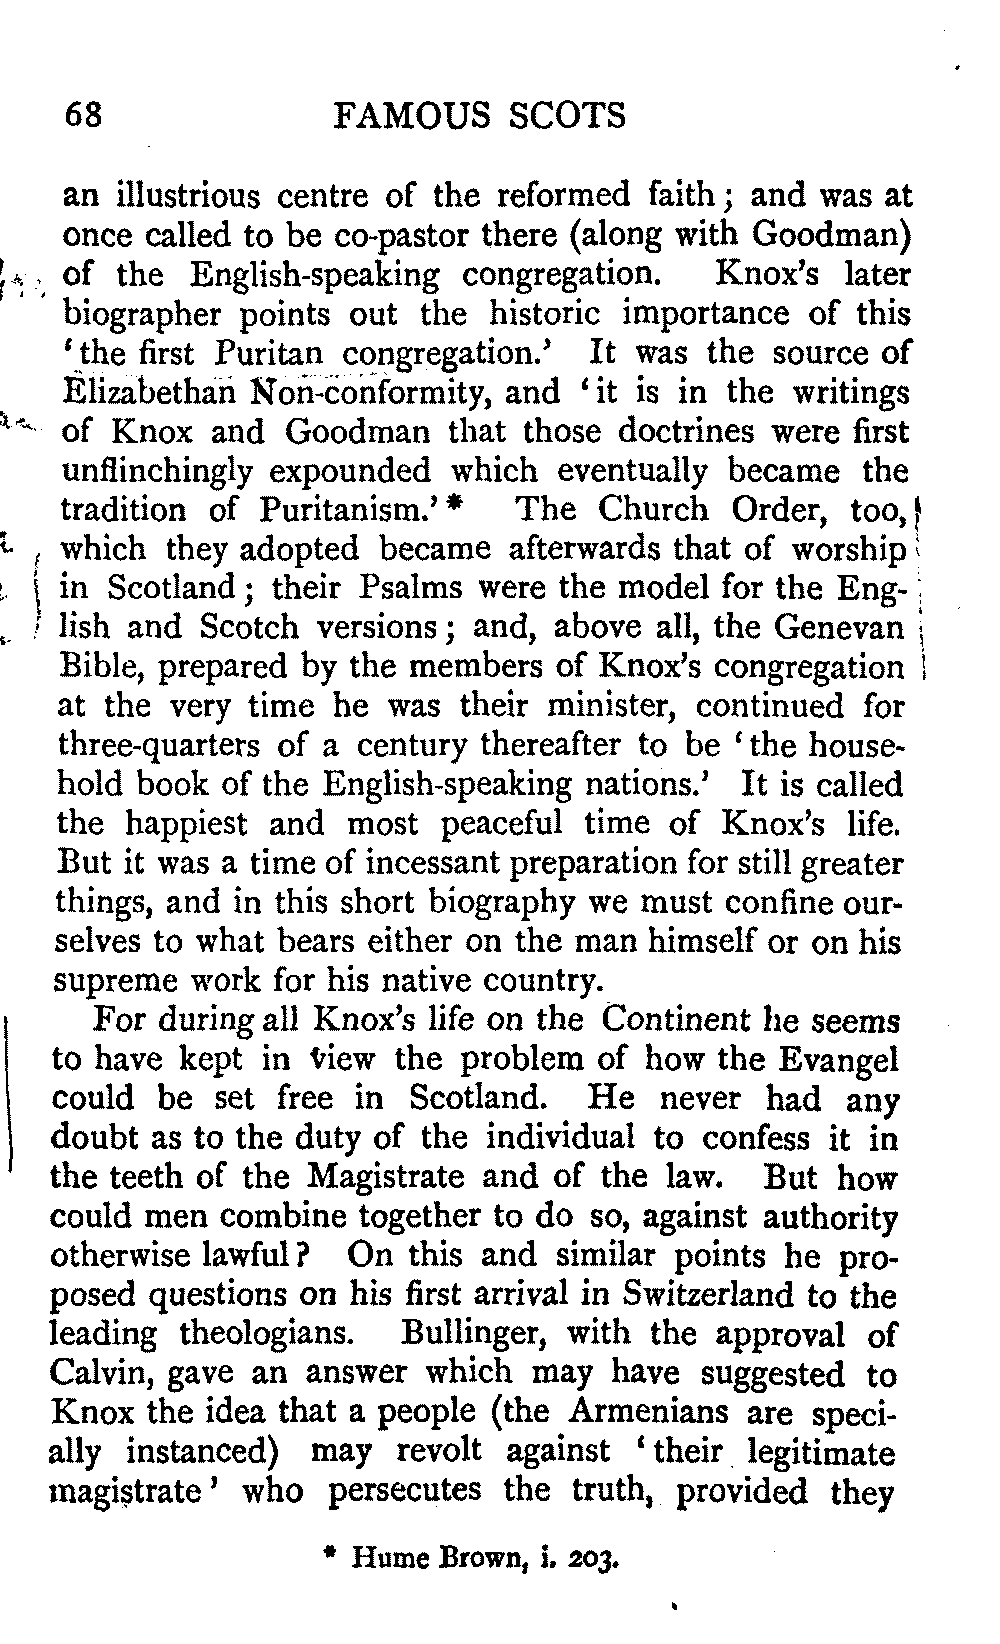 68 FAMOUS SCOTS
an illustrious centre of the reformed faith; and was at
once called to be co-pastor there (along with Goodman)
of the English-speaking congregation. Knox's later
biographer points out the historic importance of this
'the first Puritan congregation.' It was the source of
Elizabethan Non-conformity, and 'it is in the writings
of Knox and Goodman that those doctrines were first
unflinchingly expounded which eventually became the
tradition of Puritanism.'* The Church Order, too,
which they adopted became afterwards that of worship
in Scotland; their Psalms were the model for the Eng-
lish and Scotch versions; and, above all, the Genevan
Bible, prepared by the members of Knox's congregation
at the very time he was their minister, continued for
three-quarters of a century thereafter to be 'the house-
hold book of the English-speaking nations.' It is called
the happiest and most peaceful time of Knox's life.
But it was a time of incessant preparation for still greater
things, and in this short biography we must confine our-
selves to what bears either on the man himself or on his
supreme work for his native country.
For during all Knox's life on the Continent he seems
to have kept in view the problem of how the Evangel
could be set free in Scotland. He never had any
doubt as to the duty of the individual to confess it in
the teeth of the Magistrate and of the law. But how
could men combine together to do so, against authority
otherwise lawful? On this and similar points he pro-
posed questions on his first arrival in Switzerland to the
leading theologians. Bullinger, with the approval of
Calvin, gave an answer which may have suggested to
Knox the idea that a people (the Armenians are speci-
ally instanced) may revolt against 'their legitimate
magistrate' who persecutes the truth, provided they
* Hume Brown, i. 203.